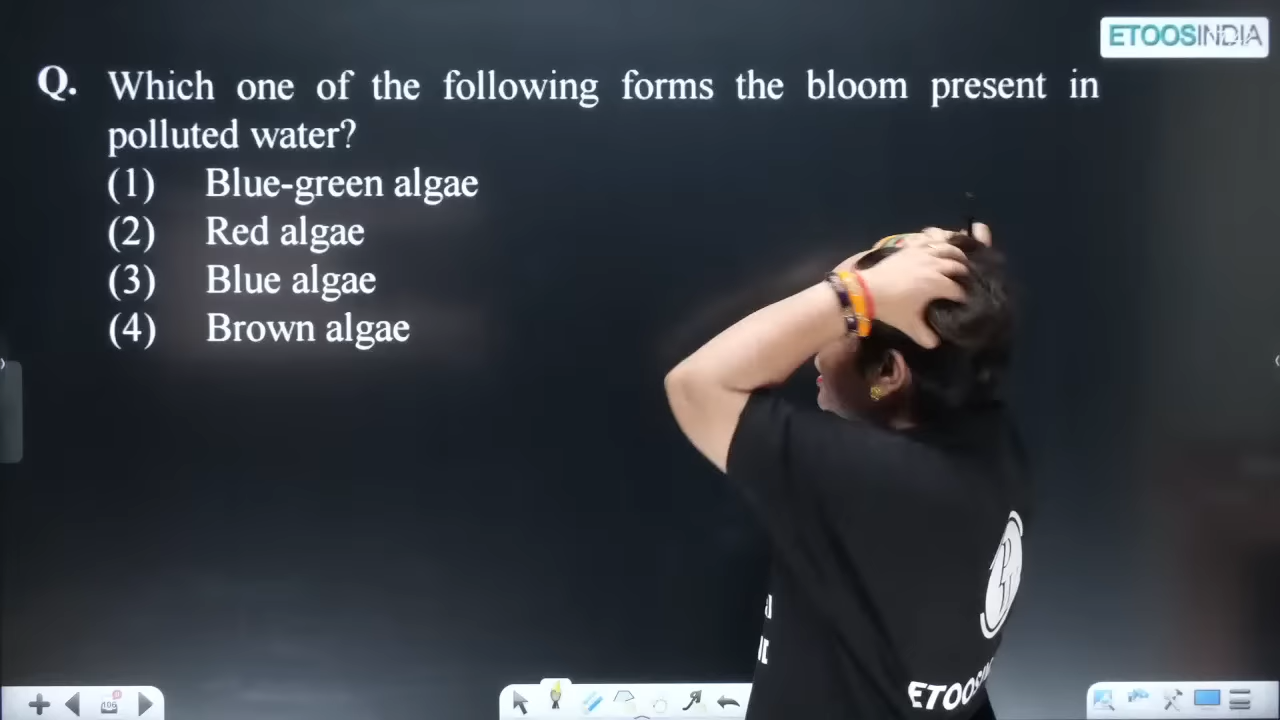 ETOOSINDIA
Q. Which one of the following forms the bloom present in
polluted water?
(1) Blue-green algae
(2) Red algae
(3) Blue algae
(4) Brown algae
106